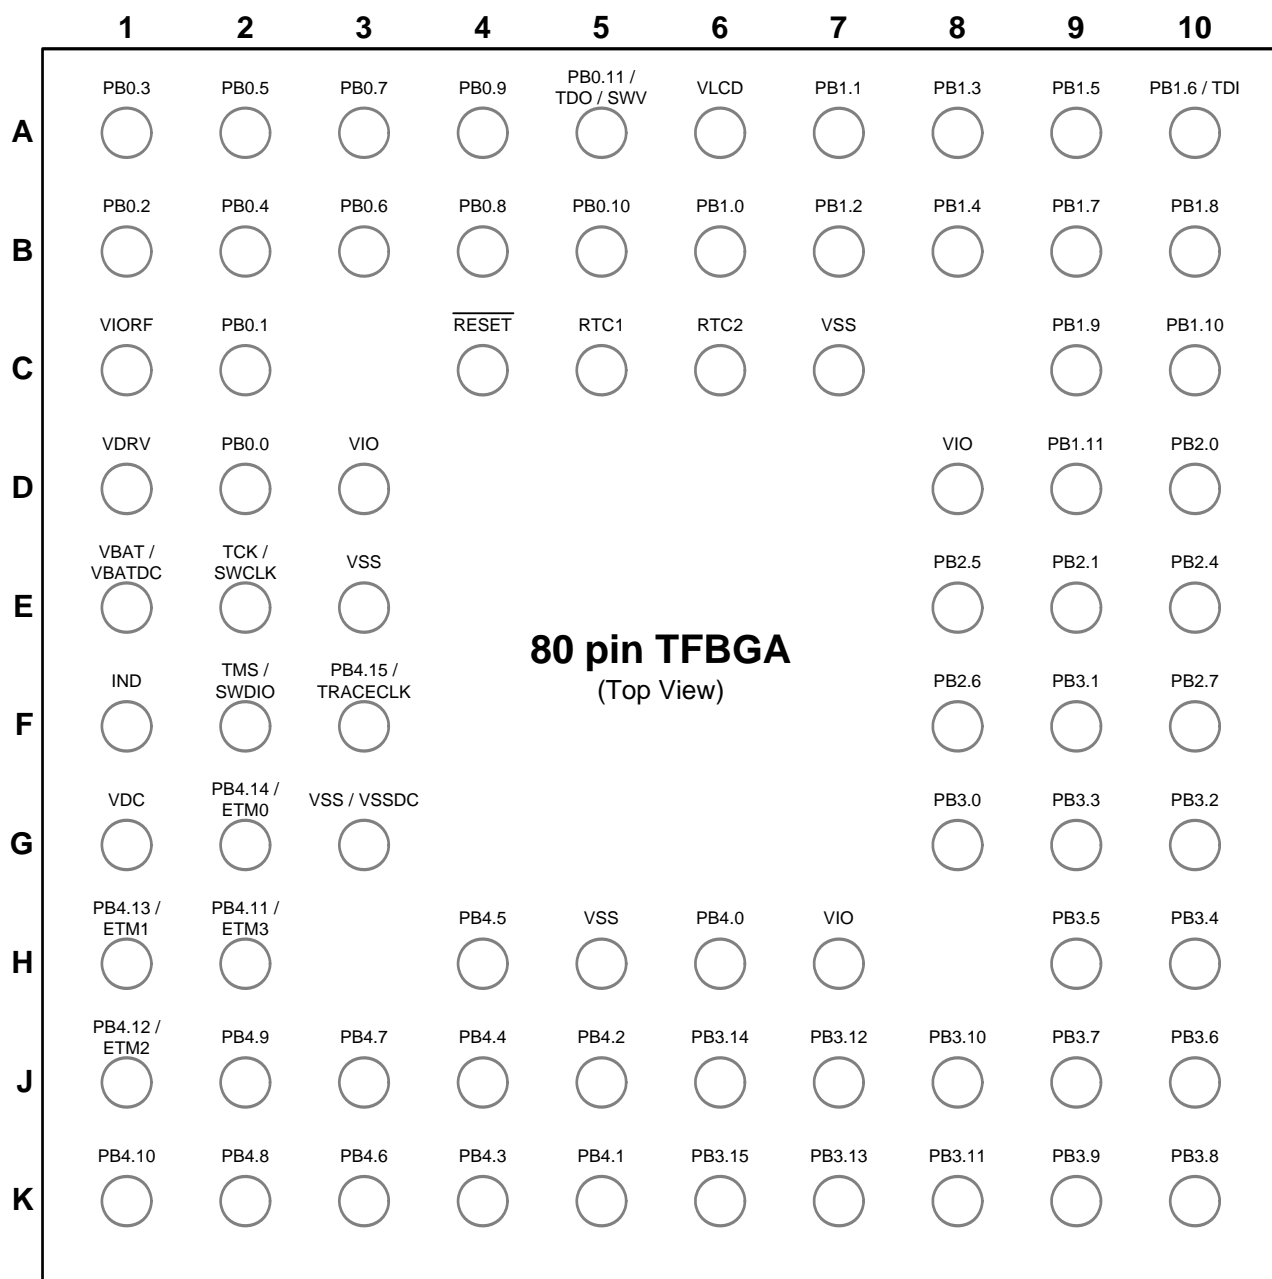 1 2 3 4 5 6 7 8 9 10
PB0.3 PB0.5 PB0.7 PB0.9 PB0.11 / TDO / SWV VLCD PB1.1 PB1.3 PB1.5 PB1.6 / TDI
A
PB0.2 PB0.4 PB0.6 PB0.8 PB0.10 PB1.0 PB1.2 PB1.4 PB1.7 PB1.8
B
VIORF PB0.1 RESET RTC1 RTC2 VSS PB1.9 PB1.10
C
VDRV PB0.0 VIO VIO PB1.11 PB2.0
D
VBAT / VBATDC TCK / SWCLK VSS PB2.5 PB2.1 PB2.4
E
80 pin TFBGA
(Top View)
IND TMS / SWDIO PB4.15 / TRACECLK PB2.6 PB3.1 PB2.7
F
VDC PB4.14 / ETM0 VSS / VSSDC PB3.0 PB3.3 PB3.2
G
PB4.13 / ETM1 PB4.11 / ETM3 PB4.5 VSS PB4.0 VIO PB3.5 PB3.4
H
PB4.12 / ETM2 PB4.9 PB4.7 PB4.4 PB4.2 PB3.14 PB3.12 PB3.10 PB3.7 PB3.6
J
PB4.10 PB4.8 PB4.6 PB4.3 PB4.1 PB3.15 PB3.13 PB3.11 PB3.9 PB3.8
K